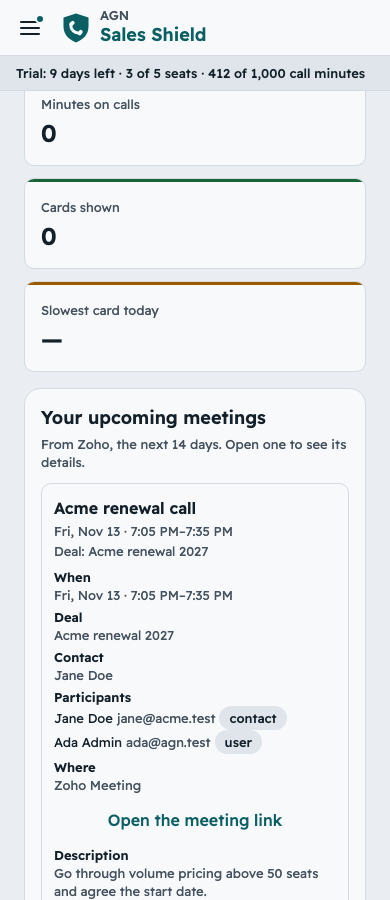 AGN
Sales Shield
Trial: 9 days left · 3 of 5 seats · 412 of 1,000 call minutes
Minutes on calls
0
Cards shown
0
Slowest card today
—
Your upcoming meetings
From Zoho, the next 14 days. Open one to see its
details.
Acme renewal call
Fri, Nov 13 · 7:05 PM–7:35 PM
Deal: Acme renewal 2027
When
Fri, Nov 13 · 7:05 PM–7:35 PM
Deal
Acme renewal 2027
Contact
Jane Doe
Participants
Jane Doe jane@acme.test contact
Ada Admin ada@agn.test user
Where
Zoho Meeting
Open the meeting link
Description
Go through volume pricing above 50 seats
and agree the start date.